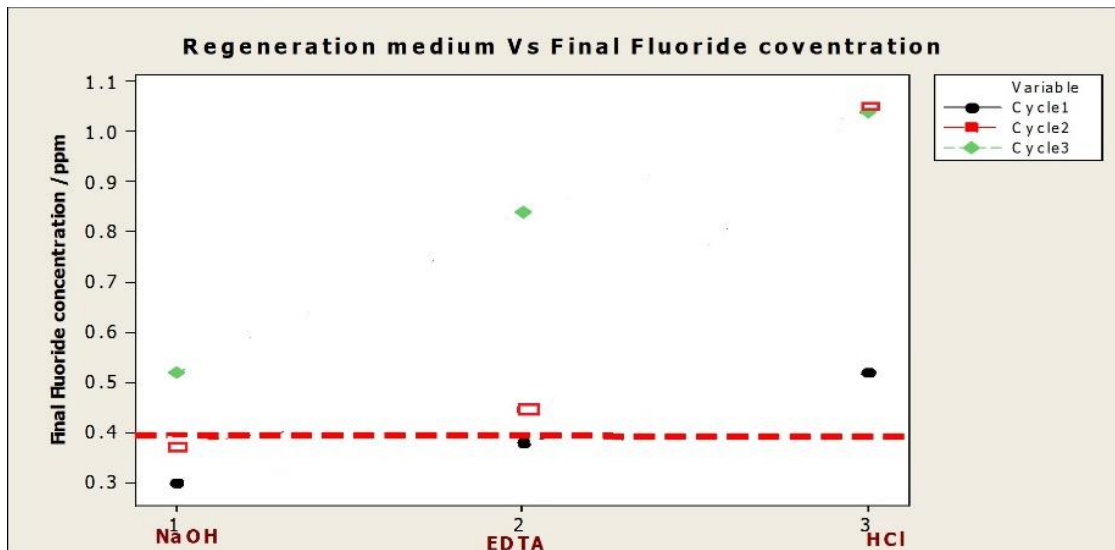 Regeneration medium Vs Final Fluoride coventration
Final Fluoride concentration /ppm
1.1
1.0
0.9
0.8
0.7
0.6
0.5
0.4
0.3
1 2 3
NaOH EDTA HCl
Variable
Cycle1
Cycle2
Cycle3